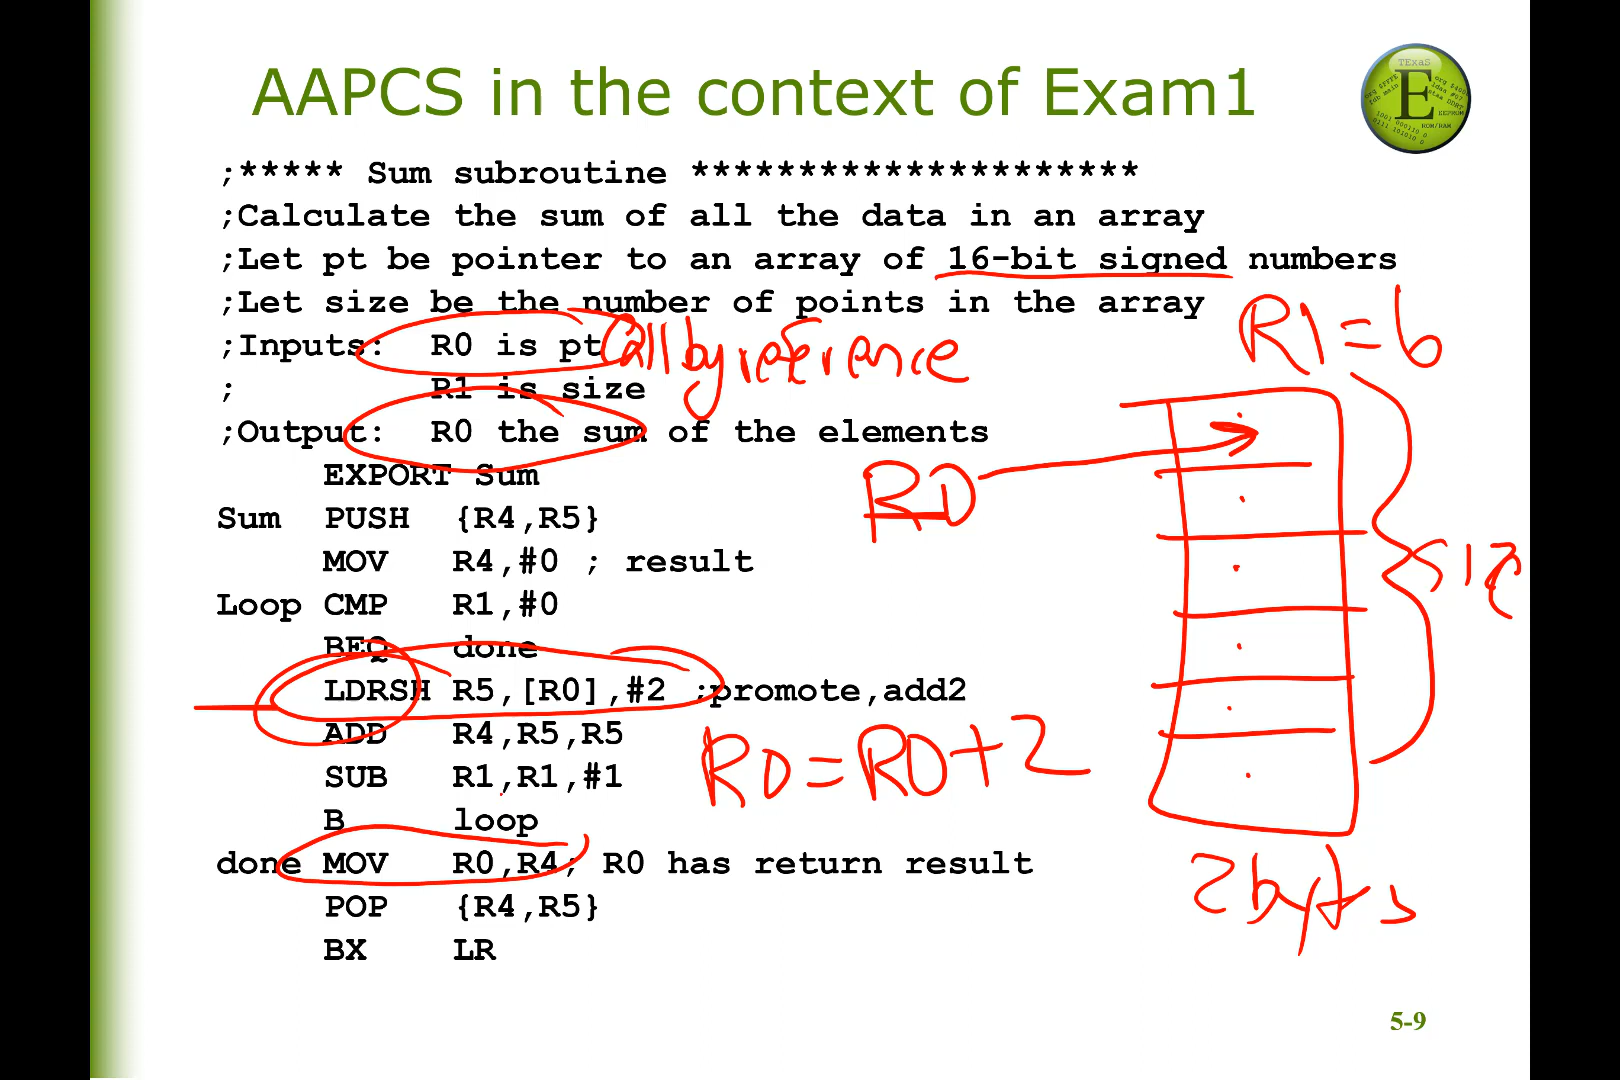 AAPCS in the context of Exam1
TExaS
E
EEPROM
ROM/RAM
;***** Sum subroutine *********************
;Calculate the sum of all the data in an array
;Let pt be pointer to an array of 16-bit signed numbers
;Let size be the number of points in the array
R1=6
;Inputs: R0 is pt
Call by reference
; R1 is size
;Output: R0 the sum of the elements
EXPORT Sum
R0
Sum PUSH {R4,R5}
MOV R4,#0 ; result
size
Loop CMP R1,#0
BEQ done
LDRSH R5,[R0],#2 ;promote,add2
ADD R4,R5,R5
R0=R0+2
SUB R1,R1,#1
B loop
done MOV R0,R4; R0 has return result
2bytes
POP {R4,R5}
BX LR
5-9